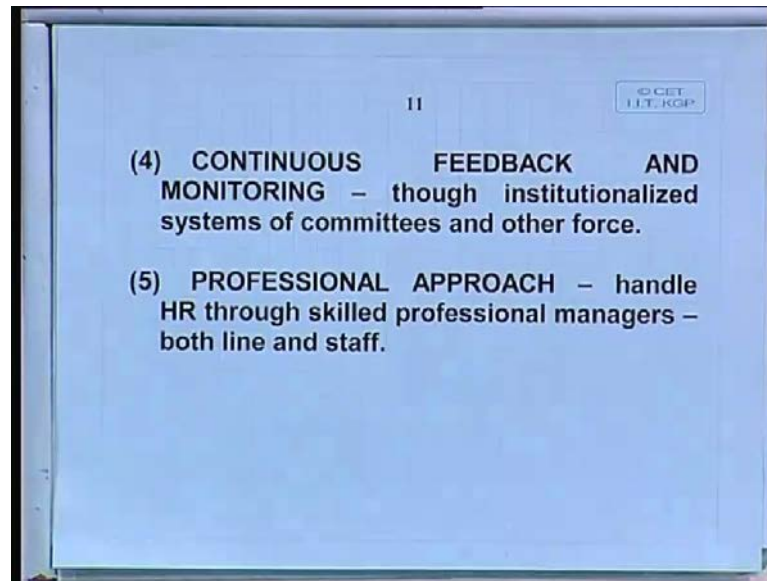 11
© CET
I.I.T. KGP
(4) CONTINUOUS FEEDBACK AND
MONITORING – though institutionalized
systems of committees and other force.
(5) PROFESSIONAL APPROACH – handle
HR through skilled professional managers –
both line and staff.